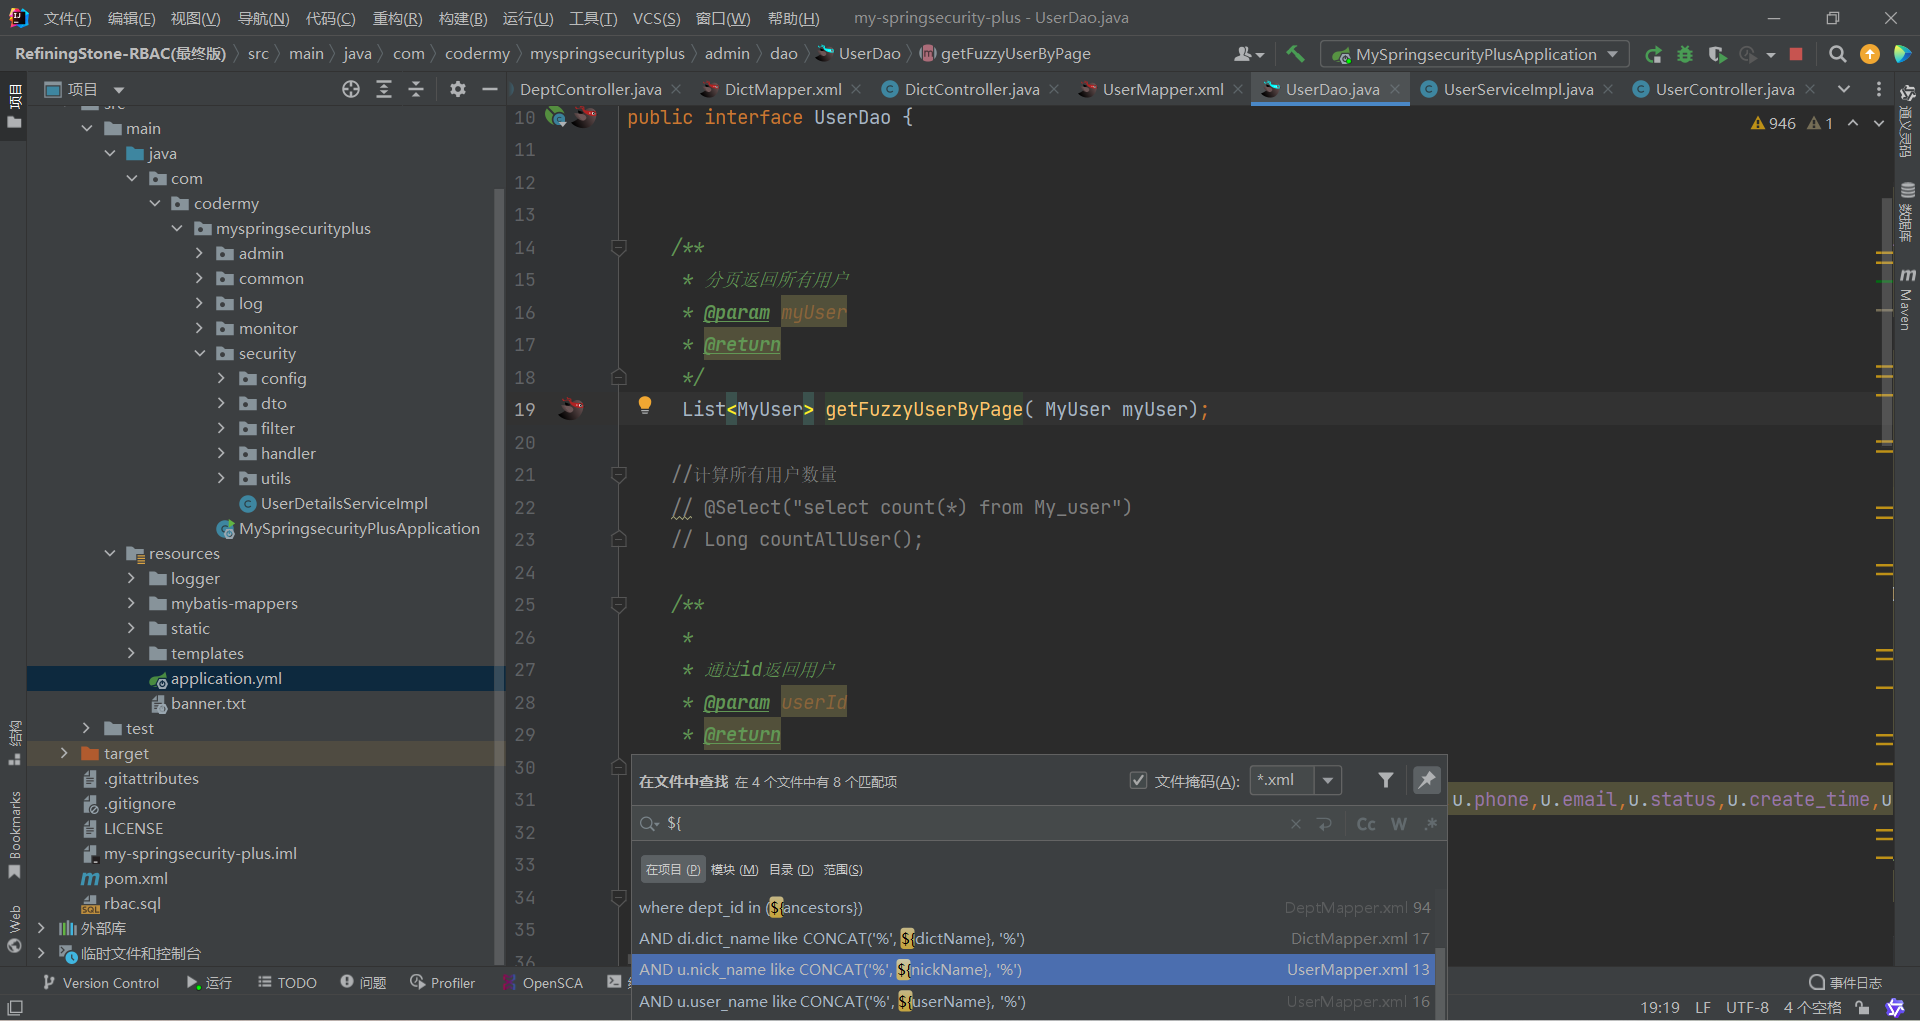 文件(F) 编辑(E) 视图(V) 导航(N) 代码(C) 重构(R) 构建(B) 运行(U) 工具(T) VCS(S) 窗口(W) 帮助(H) my-springsecurity-plus - UserDao.java
RefiningStone-RBAC(最终版) src main java com codermy myspringsecurityplus admin dao UserDao getFuzzyUserByPage MySpringsecurityPlusApplication
项目
DeptController.java DictMapper.xml DictController.java UserMapper.xml UserDao.java UserServiceImpl.java UserController.java
946 1
项目
结构
Bookmarks
Web
src
main
java
com
codermy
myspringsecurityplus
admin
common
log
monitor
security
config
dto
filter
handler
utils
UserDetailsServiceImpl
MySpringsecurityPlusApplication
resources
logger
mybatis-mappers
static
templates
application.yml
banner.txt
test
target
.gitattributes
.gitignore
LICENSE
my-springsecurity-plus.iml
pom.xml
rbac.sql
外部库
临时文件和控制台
10 public interface UserDao {
11
12
13
14 /**
15 * 分页返回所有用户
16 * @param myUser
17 * @return
18 */
19 List<MyUser> getFuzzyUserByPage( MyUser myUser);
20
21 //计算所有用户数量
22 // @Select("select count(*) from My_user")
23 // Long countAllUser();
24
25 /**
26 *
27 * 通过id返回用户
28 * @param userId
29 * @return
30
31 u.phone,u.email,u.status,u.create_time,u
32
33
34
35
36
在文件中查找 在 4 个文件中有 8 个匹配项 文件掩码(A): *.xml
${ Cc W .*
在项目 (P) 模块 (M) 目录 (D) 范围(S)
where dept_id in (${ancestors}) DeptMapper.xml 94
AND di.dict_name like CONCAT('%', ${dictName}, '%') DictMapper.xml 17
AND u.nick_name like CONCAT('%', ${nickName}, '%') UserMapper.xml 13
AND u.user_name like CONCAT('%', ${userName}, '%') UserMapper.xml 16
通义灵码
数据库
m Maven
Version Control 运行 TODO 问题 Profiler OpenSCA 事件日志
19:19 LF UTF-8 4 个空格